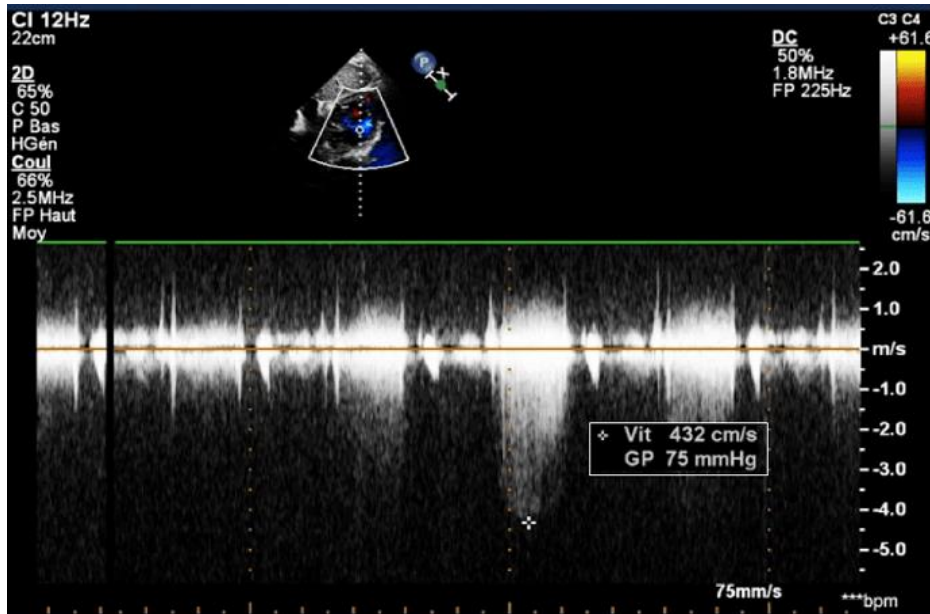 CI 12Hz
22cm
2D
65%
C 50
P Bas
HGén
Coul
66%
2.5MHz
FP Haut
Moy
P
X
DC
50%
1.8MHz
FP 225Hz
C3 C4
+61.6
-61.6
cm/s
2.0
1.0
m/s
-1.0
-2.0
-3.0
-4.0
-5.0
Vit 432 cm/s
GP 75 mmHg
75mm/s
***bpm